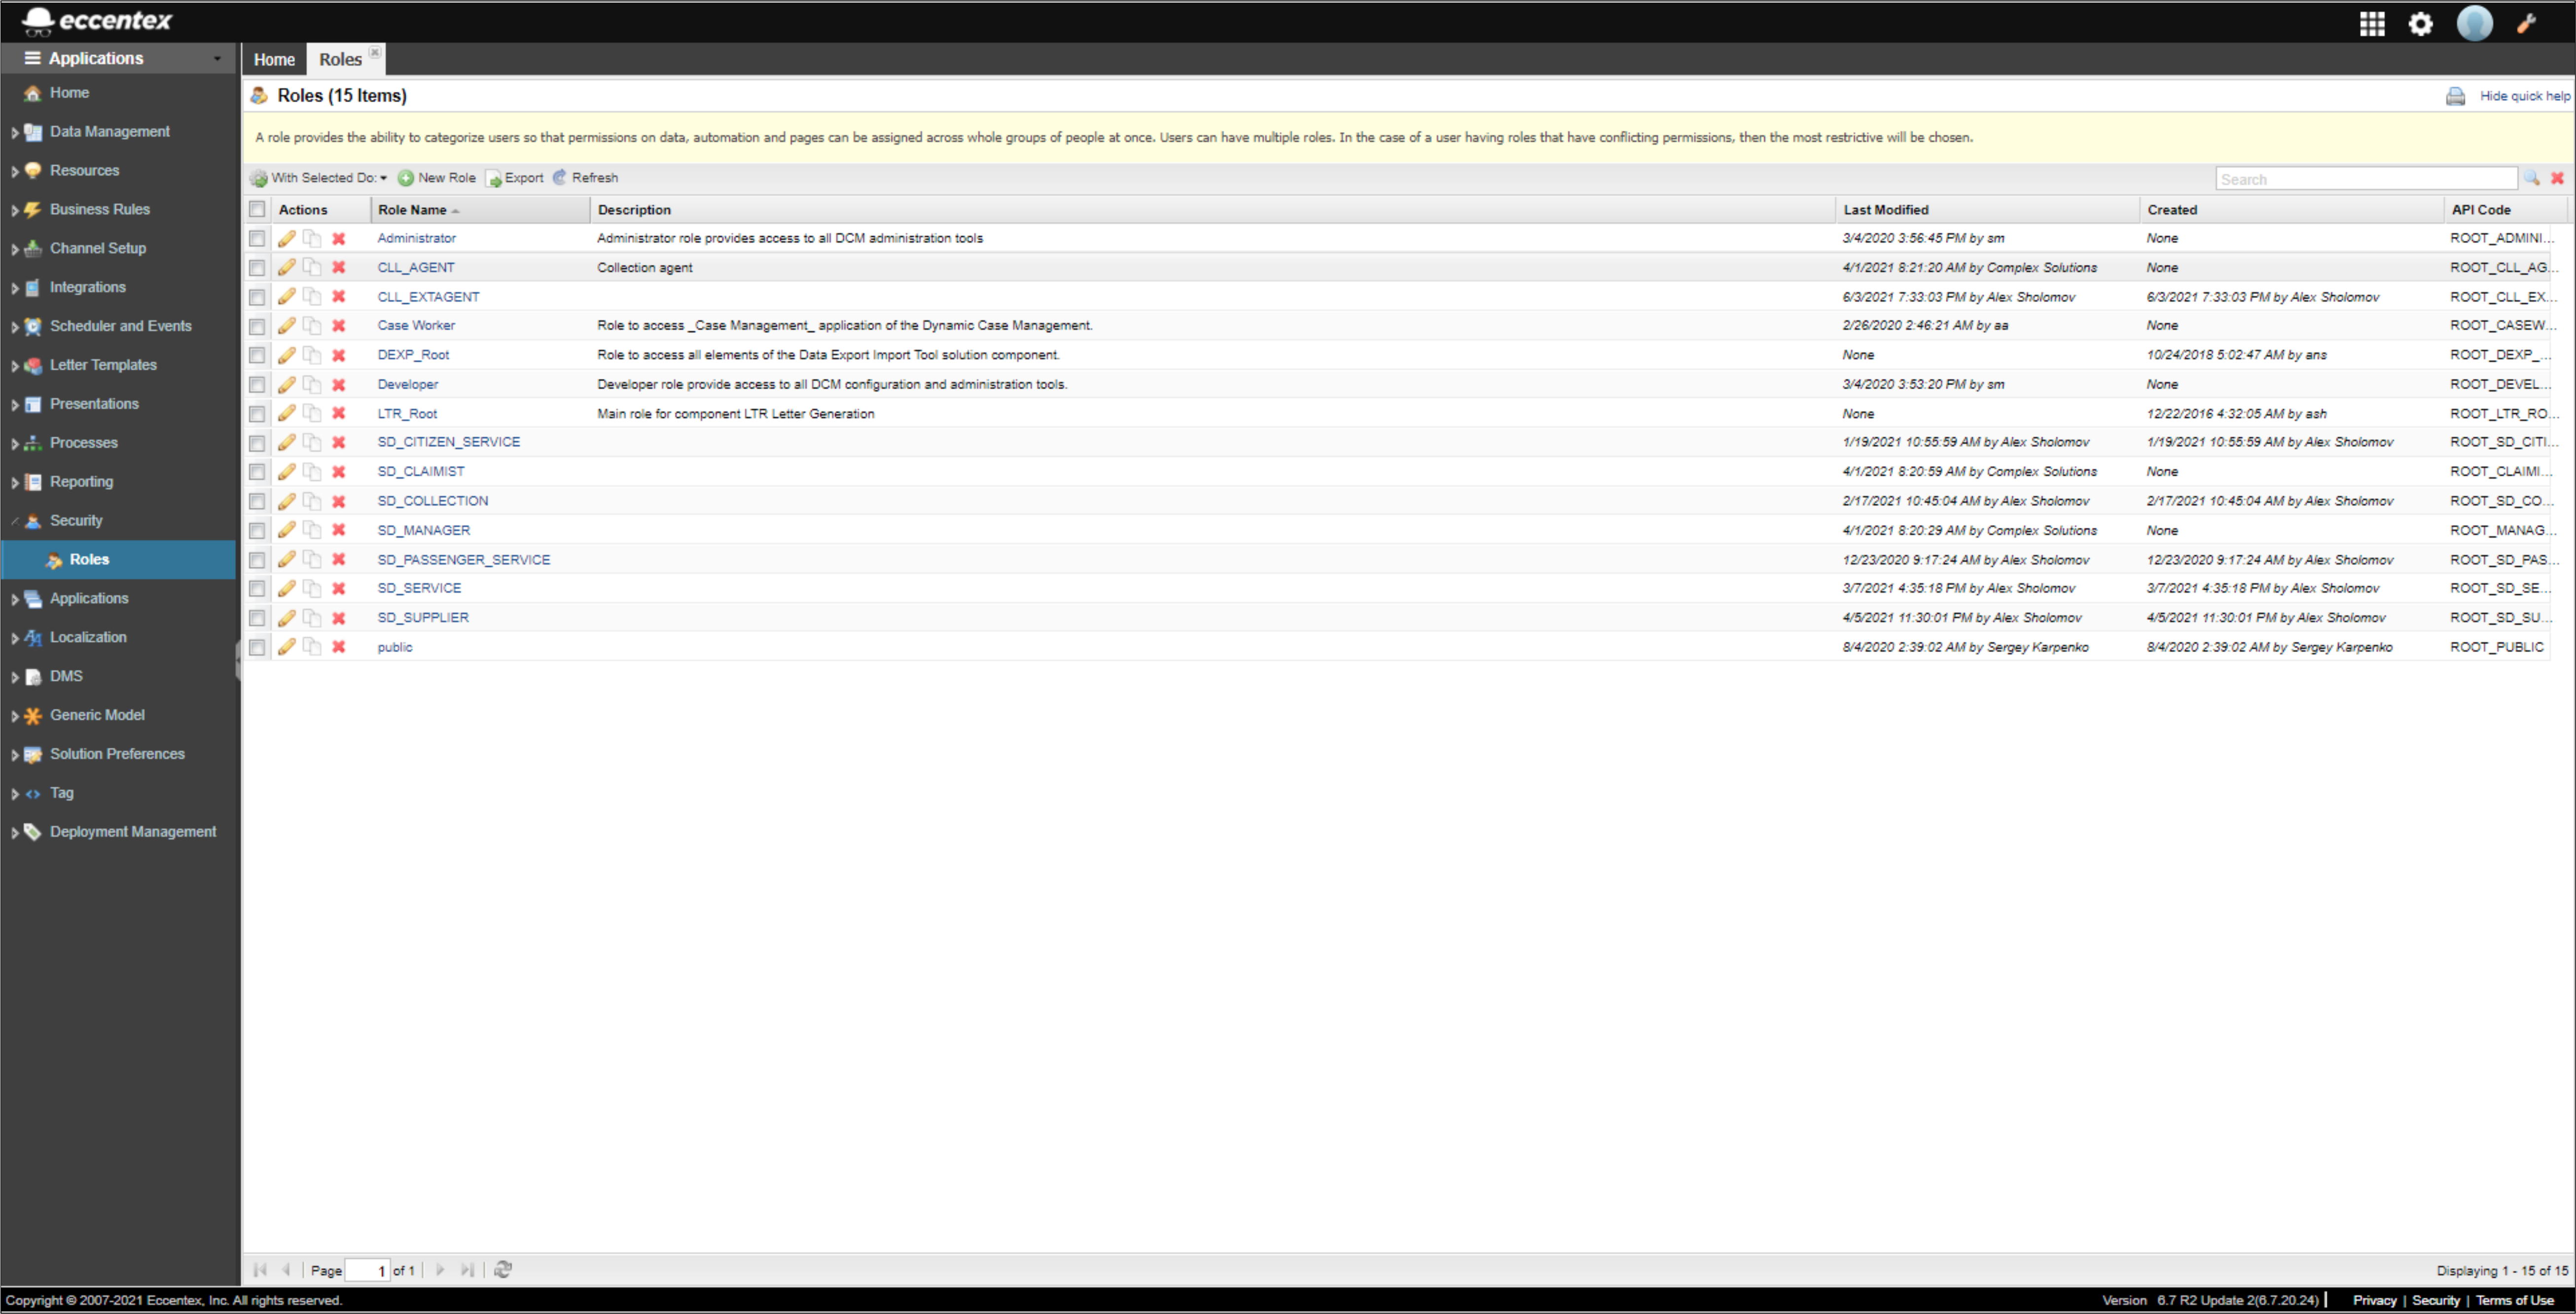 eccentex
Applications
Home
Data Management
Resources
Business Rules
Channel Setup
Integrations
Scheduler and Events
Letter Templates
Presentations
Processes
Reporting
Security
Roles
Applications
Localization
DMS
Generic Model
Solution Preferences
Tag
Deployment Management
Home Roles
Roles (15 Items) Hide quick help
A role provides the ability to categorize users so that permissions on data, automation and pages can be assigned across whole groups of people at once. Users can have multiple roles. In the case of a user having roles that have conflicting permissions, then the most restrictive will be chosen.
With Selected Do: New Role Export Refresh Search
Actions Role Name Description Last Modified Created API Code
Administrator Administrator role provides access to all DCM administration tools 3/4/2020 3:56:45 PM by sm None ROOT_ADMINI...
CLL_AGENT Collection agent 4/1/2021 8:21:20 AM by Complex Solutions None ROOT_CLL_AG...
CLL_EXTAGENT 6/3/2021 7:33:03 PM by Alex Sholomov 6/3/2021 7:33:03 PM by Alex Sholomov ROOT_CLL_EX...
Case Worker Role to access _Case Management_ application of the Dynamic Case Management. 2/26/2020 2:46:21 AM by aa None ROOT_CASEW...
DEXP_Root Role to access all elements of the Data Export Import Tool solution component. None 10/24/2018 5:02:47 AM by ans ROOT_DEXP_...
Developer Developer role provide access to all DCM configuration and administration tools. 3/4/2020 3:53:20 PM by sm None ROOT_DEVEL...
LTR_Root Main role for component LTR Letter Generation None 12/22/2016 4:32:05 AM by ash ROOT_LTR_RO...
SD_CITIZEN_SERVICE 1/19/2021 10:55:59 AM by Alex Sholomov 1/19/2021 10:55:59 AM by Alex Sholomov ROOT_SD_CITI...
SD_CLAIMIST 4/1/2021 8:20:59 AM by Complex Solutions None ROOT_CLAIMI...
SD_COLLECTION 2/17/2021 10:45:04 AM by Alex Sholomov 2/17/2021 10:45:04 AM by Alex Sholomov ROOT_SD_CO...
SD_MANAGER 4/1/2021 8:20:29 AM by Complex Solutions None ROOT_MANAG...
SD_PASSENGER_SERVICE 12/23/2020 9:17:24 AM by Alex Sholomov 12/23/2020 9:17:24 AM by Alex Sholomov ROOT_SD_PAS...
SD_SERVICE 3/7/2021 4:35:18 PM by Alex Sholomov 3/7/2021 4:35:18 PM by Alex Sholomov ROOT_SD_SE...
SD_SUPPLIER 4/5/2021 11:30:01 PM by Alex Sholomov 4/5/2021 11:30:01 PM by Alex Sholomov ROOT_SD_SU...
public 8/4/2020 2:39:02 AM by Sergey Karpenko 8/4/2020 2:39:02 AM by Sergey Karpenko ROOT_PUBLIC
Page 1 of 1 Displaying 1 - 15 of 15
Copyright © 2007-2021 Eccentex, Inc. All rights reserved. Version 6.7 R2 Update 2(6.7.20.24) | Privacy | Security | Terms of Use